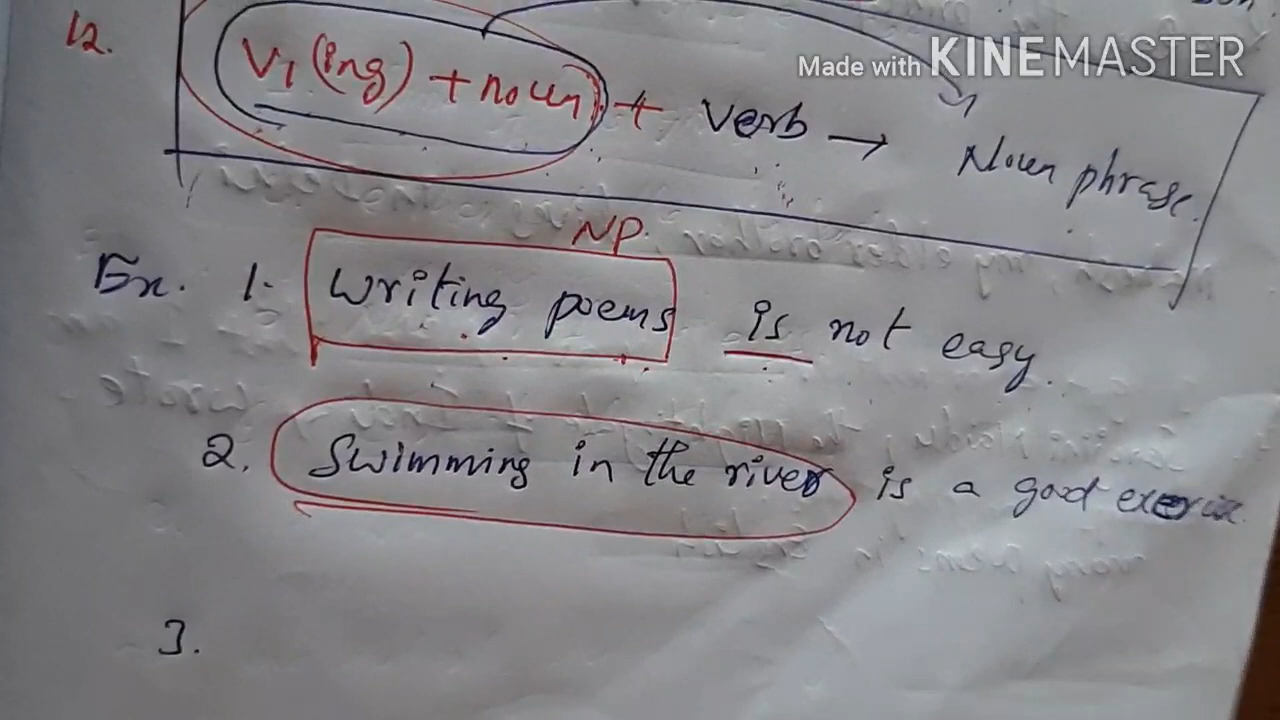 Made with KINEMASTER
12. V1 (ing) + noun) + verb → Noun phrase.
NP.
Ex. 1. Writing poems is not easy.
2. Swimming in the river is a good
3.